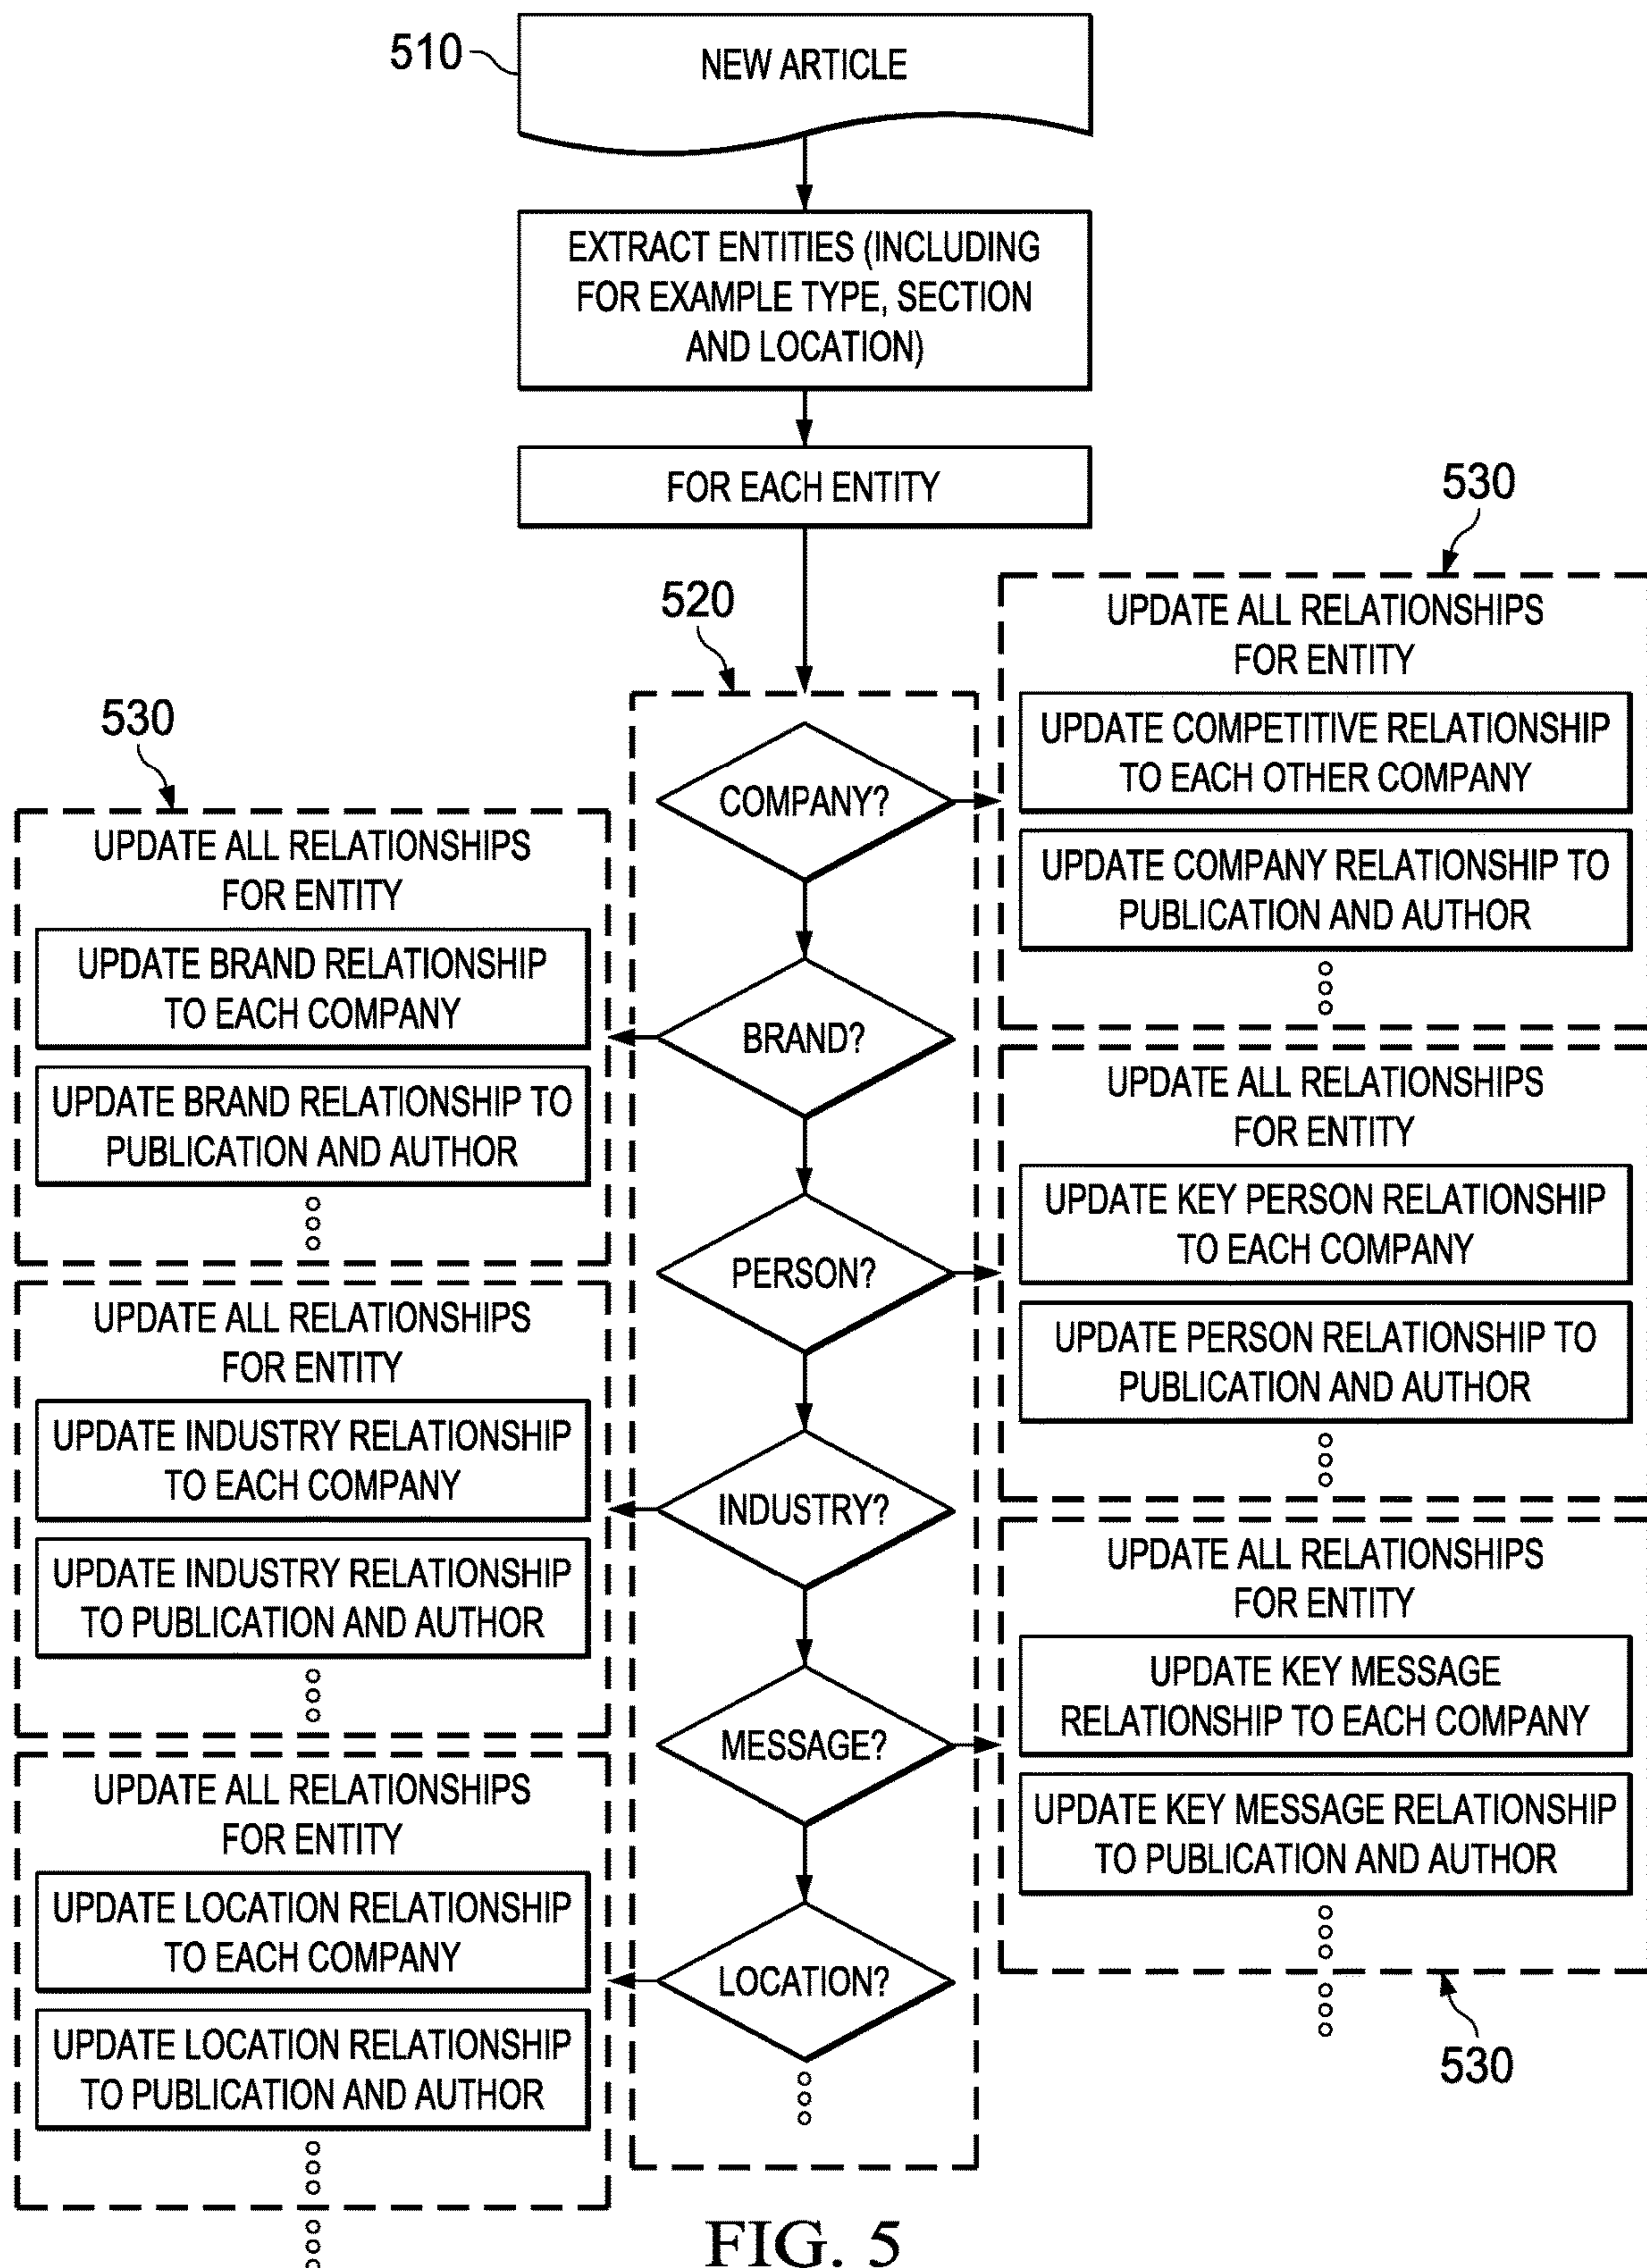 510
NEW ARTICLE
EXTRACT ENTITIES (INCLUDING
FOR EXAMPLE TYPE, SECTION
AND LOCATION)
FOR EACH ENTITY
520
COMPANY?
BRAND?
PERSON?
INDUSTRY?
MESSAGE?
LOCATION?
530
UPDATE ALL RELATIONSHIPS
FOR ENTITY
UPDATE COMPETITIVE RELATIONSHIP
TO EACH OTHER COMPANY
UPDATE COMPANY RELATIONSHIP TO
PUBLICATION AND AUTHOR
530
UPDATE ALL RELATIONSHIPS
FOR ENTITY
UPDATE BRAND RELATIONSHIP
TO EACH COMPANY
UPDATE BRAND RELATIONSHIP TO
PUBLICATION AND AUTHOR
UPDATE ALL RELATIONSHIPS
FOR ENTITY
UPDATE KEY PERSON RELATIONSHIP
TO EACH COMPANY
UPDATE PERSON RELATIONSHIP TO
PUBLICATION AND AUTHOR
UPDATE ALL RELATIONSHIPS
FOR ENTITY
UPDATE INDUSTRY RELATIONSHIP
TO EACH COMPANY
UPDATE INDUSTRY RELATIONSHIP
TO PUBLICATION AND AUTHOR
UPDATE ALL RELATIONSHIPS
FOR ENTITY
UPDATE KEY MESSAGE
RELATIONSHIP TO EACH COMPANY
UPDATE KEY MESSAGE RELATIONSHIP
TO PUBLICATION AND AUTHOR
530
UPDATE ALL RELATIONSHIPS
FOR ENTITY
UPDATE LOCATION RELATIONSHIP
TO EACH COMPANY
UPDATE LOCATION RELATIONSHIP
TO PUBLICATION AND AUTHOR
FIG. 5